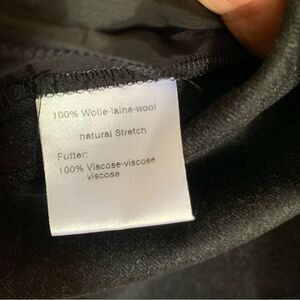 100% Wolle-laine-wool
natural Stretch
Futter:
100% Viscose-viscose
viscose